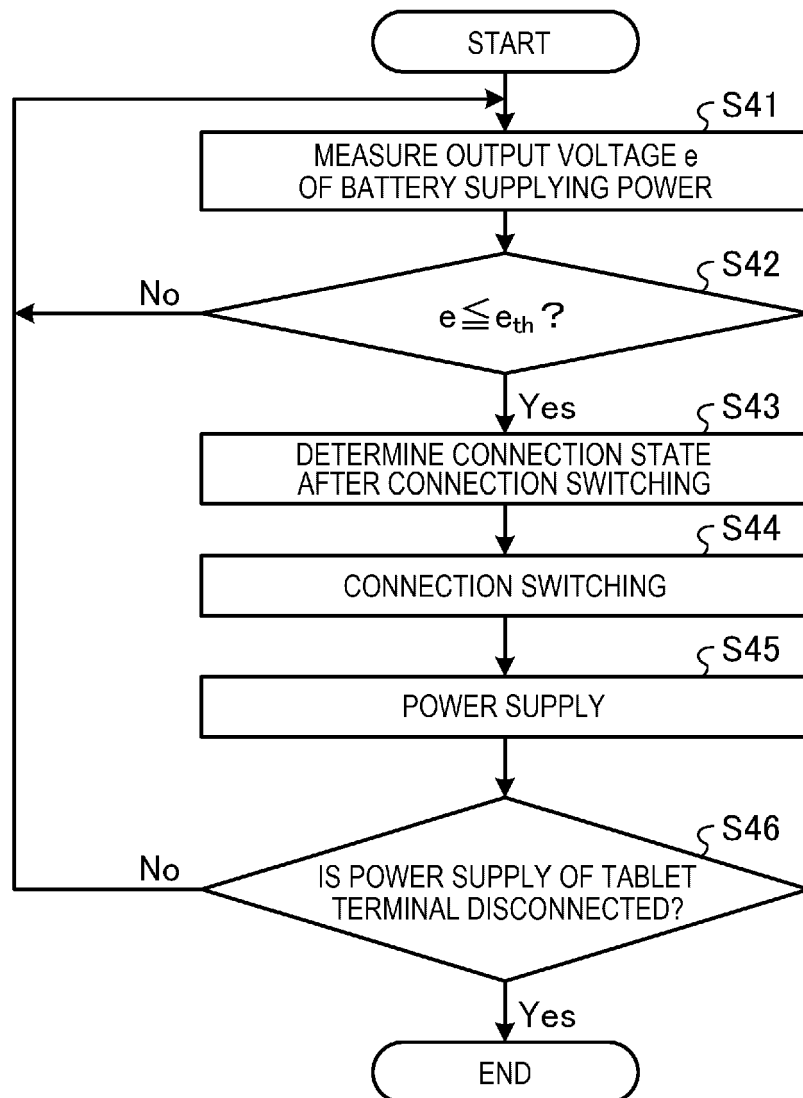 START
S41
MEASURE OUTPUT VOLTAGE e
OF BATTERY SUPPLYING POWER
S42
No
e≦eth？
Yes
S43
DETERMINE CONNECTION STATE
AFTER CONNECTION SWITCHING
S44
CONNECTION SWITCHING
S45
POWER SUPPLY
S46
No
IS POWER SUPPLY OF TABLET
TERMINAL DISCONNECTED?
Yes
END